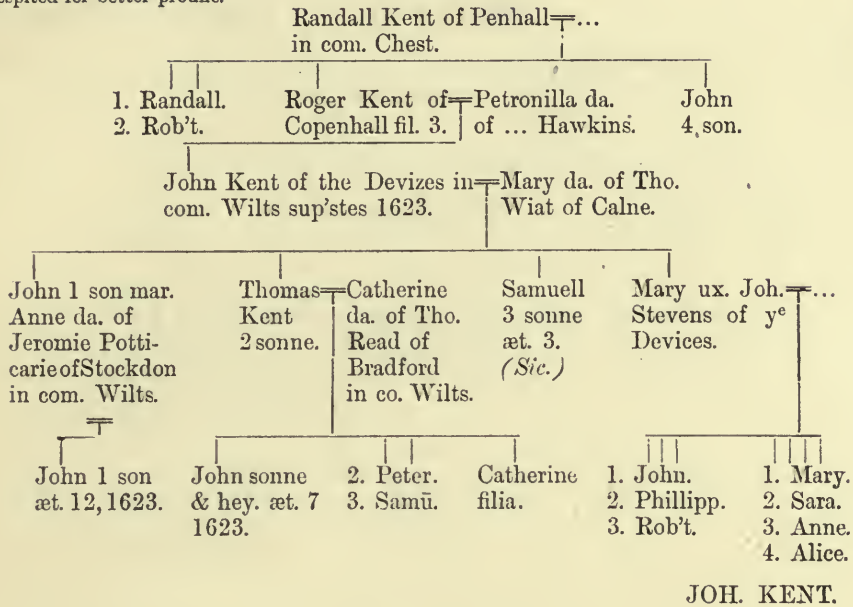 espited for better proufe.
Randall Kent of Penhall=...
in com. Chest.
1. Randall.
2. Rob't.
Roger Kent of=Petronilla da.
Copenhall fil. 3. of ... Hawkins.
John
4 son.
John Kent of the Devizes in=Mary da. of Tho.
com. Wilts sup'stes 1623. Wiat of Calne.
John 1 son mar.
Anne da. of
Jeromie Potti-
carie of Stockdon
in com. Wilts.
Thomas=Catherine
Kent da. of Tho.
2 sonne. Read of
Bradford
in co. Wilts.
Samuell
3 sonne
æt. 3.
(Sic.)
Mary ux. Joh.=...
Stevens of yᵉ
Devices.
John 1 son
æt. 12, 1623.
John sonne
& hey. æt. 7
1623.
2. Peter.
3. Samū.
Catherine
filia.
1. John.
2. Phillipp.
3. Rob't.
1. Mary.
2. Sara.
3. Anne.
4. Alice.
JOH. KENT.